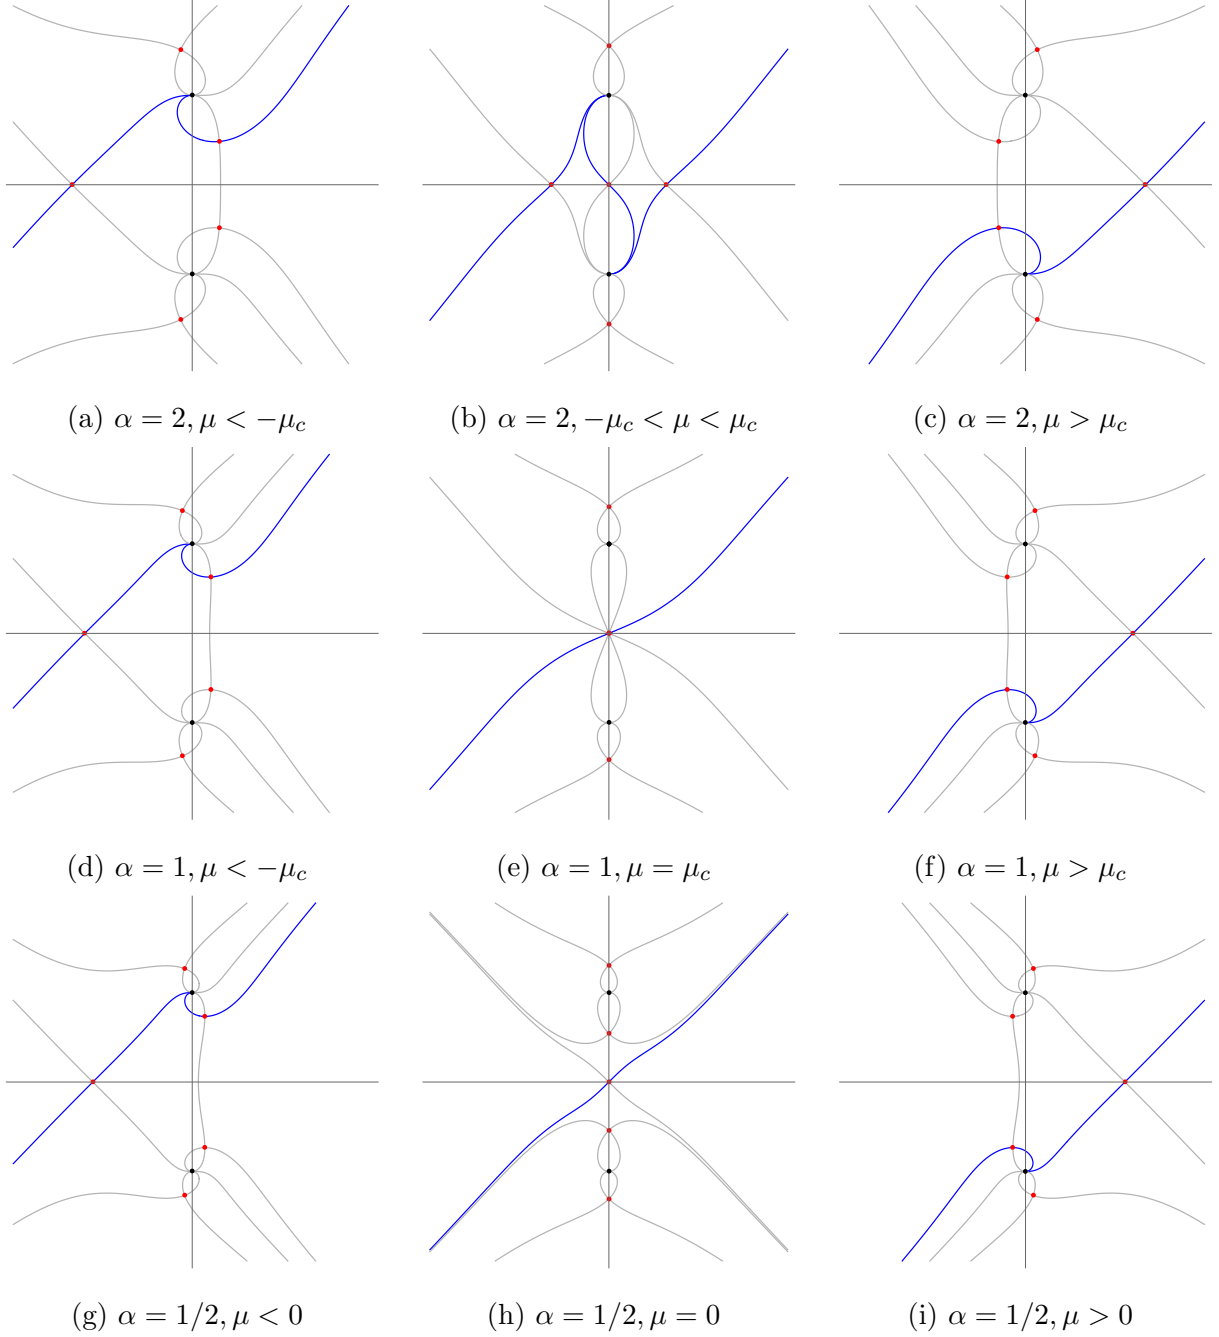 (a) α = 2, μ < −μ_c
(b) α = 2, −μ_c < μ < μ_c
(c) α = 2, μ > μ_c
(d) α = 1, μ < −μ_c
(e) α = 1, μ = μ_c
(f) α = 1, μ > μ_c
(g) α = 1/2, μ < 0
(h) α = 1/2, μ = 0
(i) α = 1/2, μ > 0